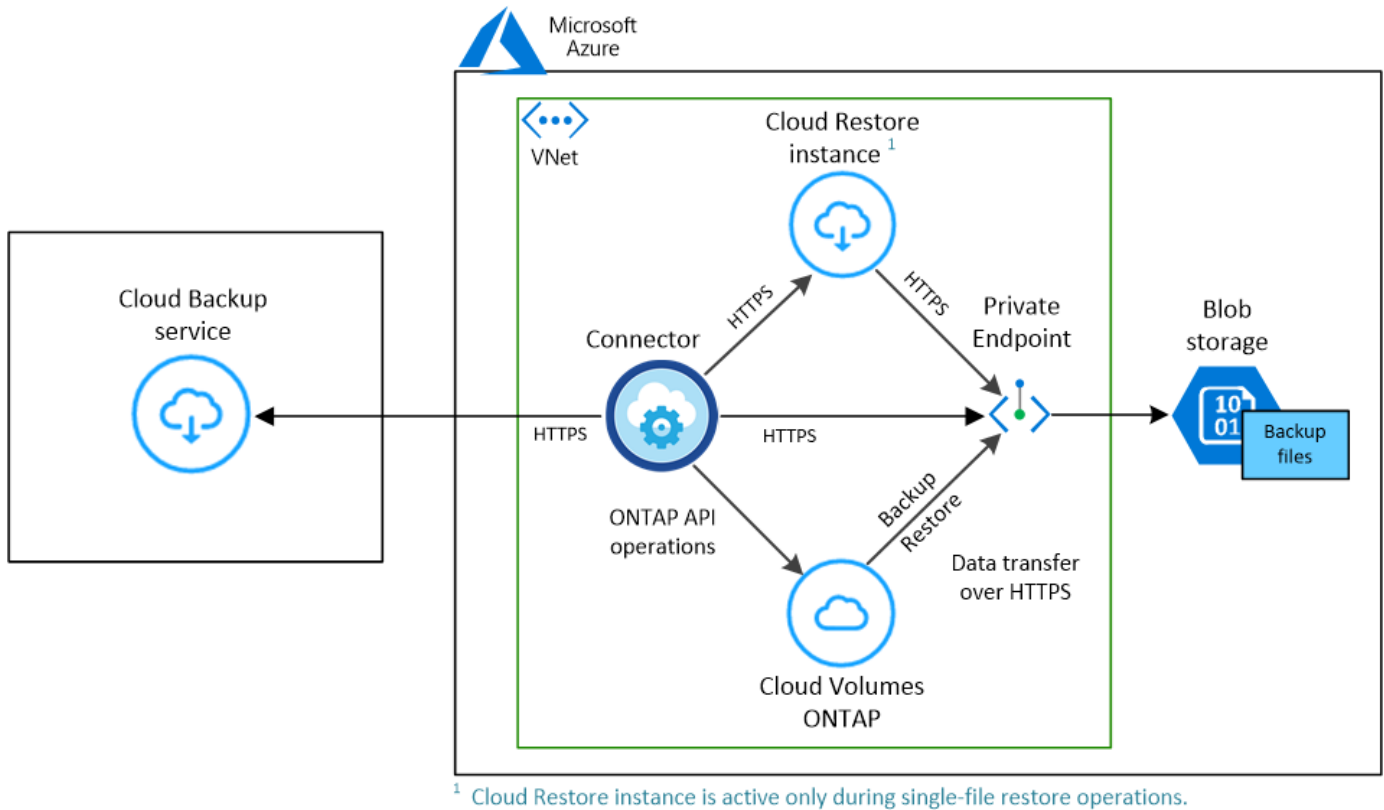 Microsoft
Azure
VNet
Cloud Restore
instance 1
Cloud Backup
service
HTTPS
HTTPS
Connector
Private
Endpoint
Blob
storage
HTTPS
HTTPS
10
01
Backup
files
ONTAP API
operations
Backup
Restore
Data transfer
over HTTPS
Cloud Volumes
ONTAP
1 Cloud Restore instance is active only during single-file restore operations.